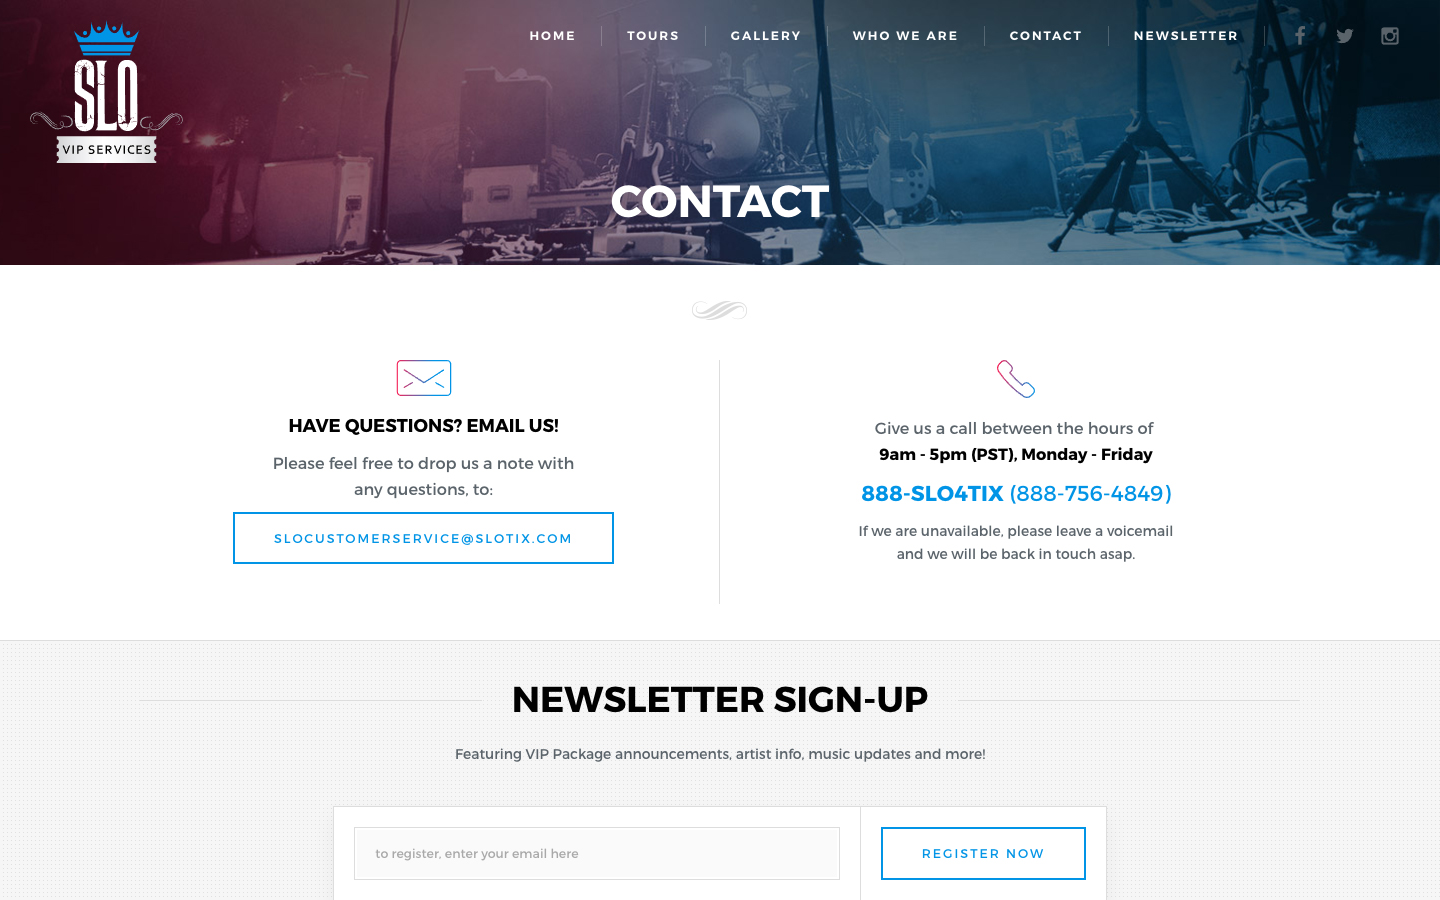 SLO
VIP SERVICES
HOME
TOURS
GALLERY
WHO WE ARE
CONTACT
NEWSLETTER
CONTACT
HAVE QUESTIONS? EMAIL US!
Please feel free to drop us a note with
any questions, to:
SLOCUSTOMERSERVICE@SLOTIX.COM
Give us a call between the hours of
9am - 5pm (PST), Monday - Friday
888-SLO4TIX (888-756-4849)
If we are unavailable, please leave a voicemail
and we will be back in touch asap.
NEWSLETTER SIGN-UP
Featuring VIP Package announcements, artist info, music updates and more!
to register, enter your email here
REGISTER NOW